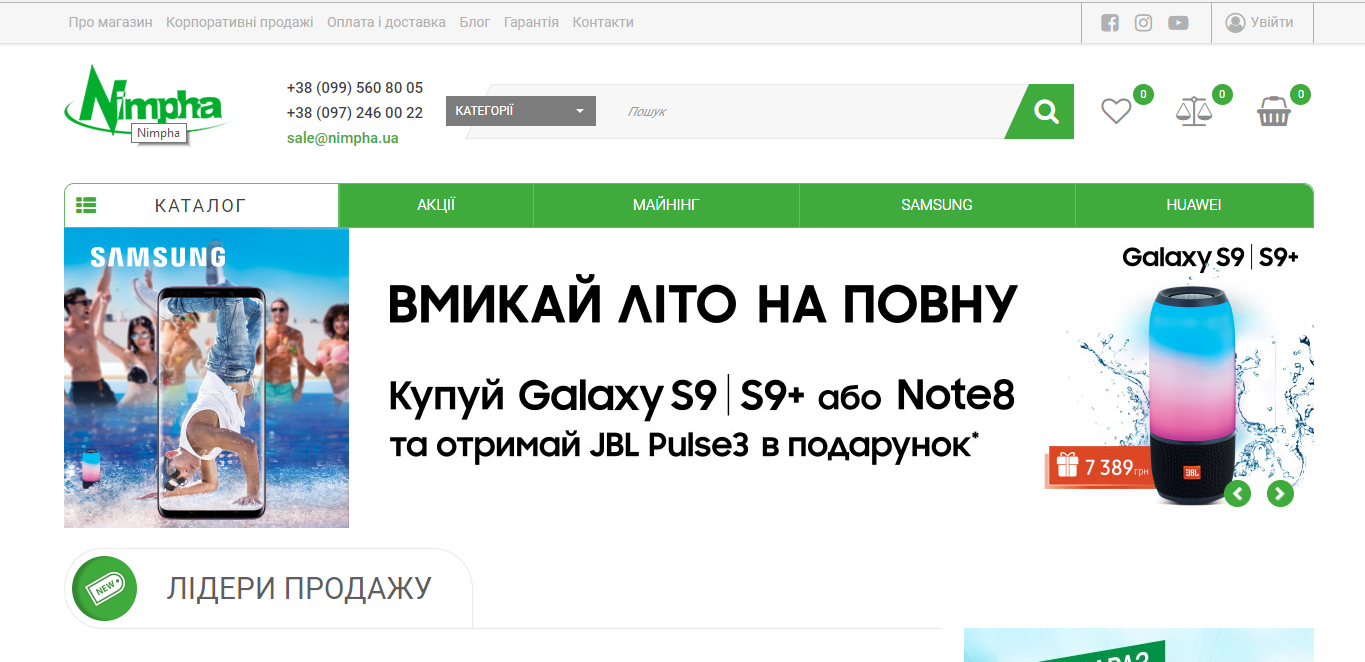 Про магазин Корпоративні продажі Оплата і доставка Блог Гарантія Контакти Увійти
Nimpha
Nimpha
+38 (099) 560 80 05
+38 (097) 246 00 22
sale@nimpha.ua
КАТЕГОРІЇ Пошук
0 0 0
КАТАЛОГ АКЦІЇ МАЙНІНГ SAMSUNG HUAWEI
SAMSUNG
Galaxy S9 | S9+
ВМИКАЙ ЛІТО НА ПОВНУ
Купуй Galaxy S9 | S9+ або Note8
та отримай JBL Pulse3 в подарунок*
7 389 грн
JBL
NEW
ЛІДЕРИ ПРОДАЖУ